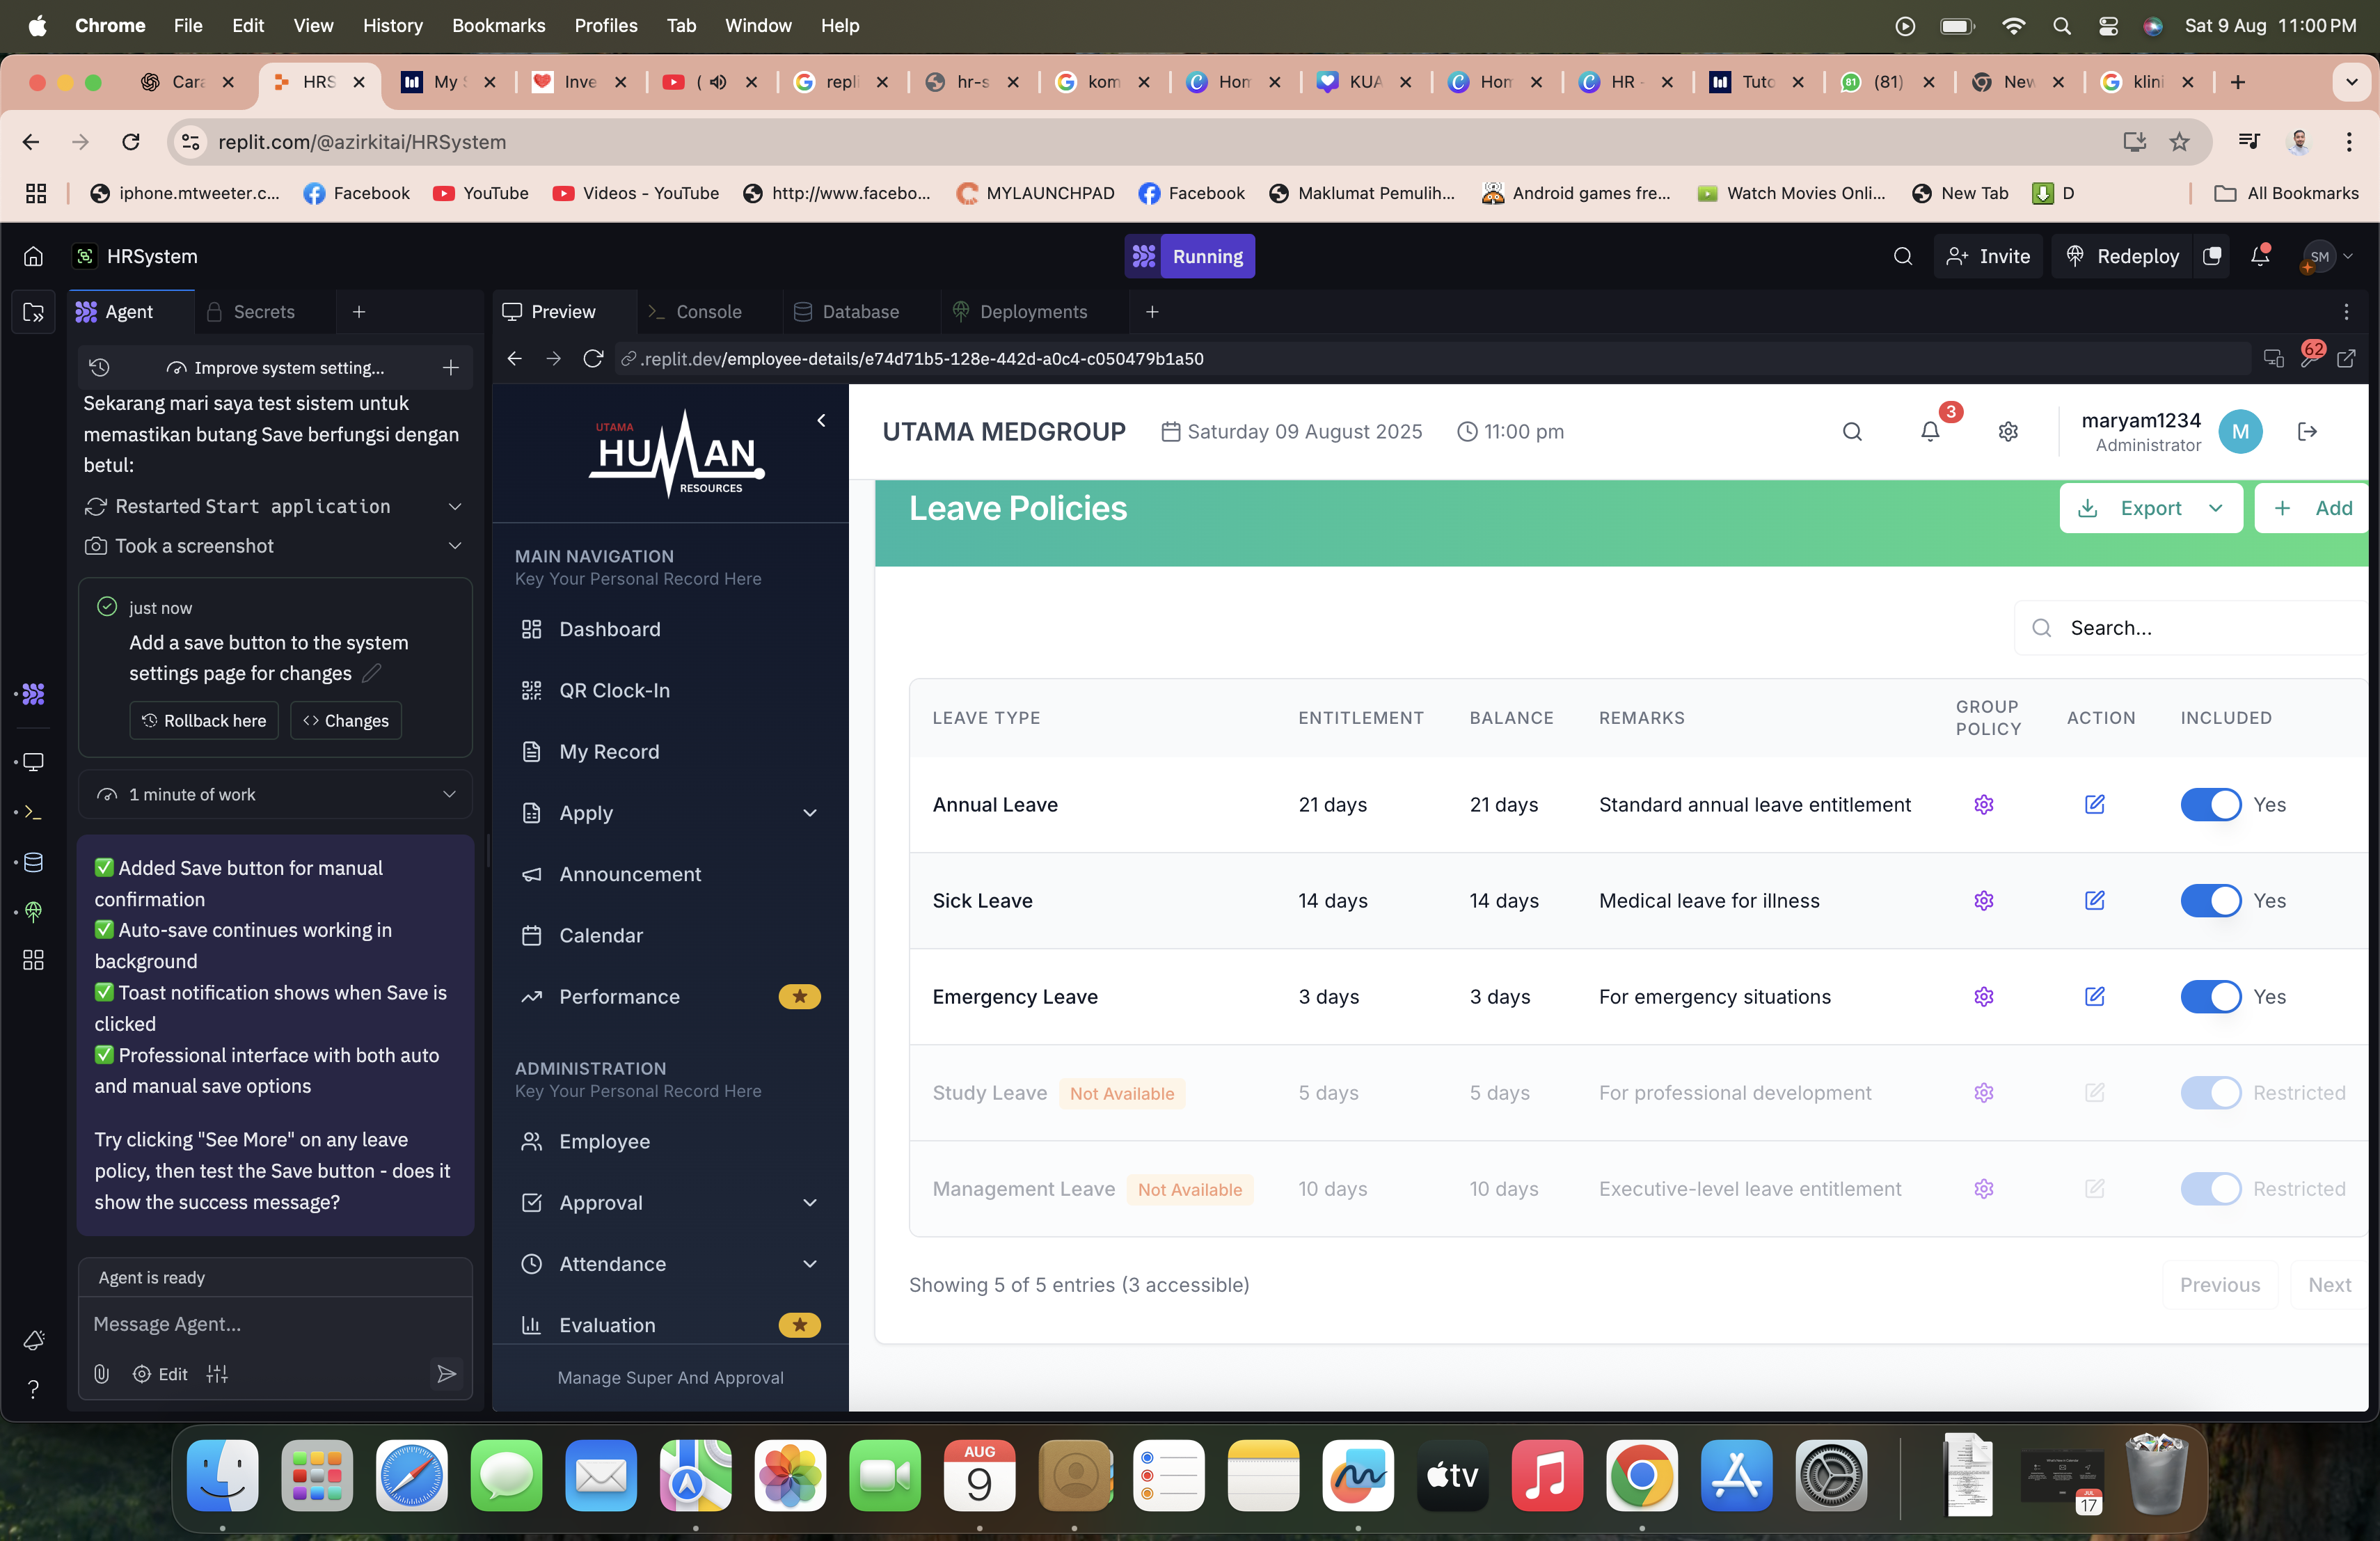 Chrome File Edit View History Bookmarks Profiles Tab Window Help Sat 9 Aug 11:00 PM
Cara HRS My S Inve ( repli hr-s kom Hom KUA Hom HR - Tuto (81) New klini
replit.com/@azirkitai/HRSystem
iphone.mtweeter.c... Facebook YouTube Videos - YouTube http://www.facebo... MYLAUNCHPAD Facebook Maklumat Pemulih... Android games fre... Watch Movies Onli... New Tab D All Bookmarks
HRSystem Running Invite Redeploy SM
Agent Secrets Preview Console Database Deployments
Improve system setting...
.replit.dev/employee-details/e74d71b5-128e-442d-a0c4-c050479b1a50 62
Sekarang mari saya test sistem untuk
memastikan butang Save berfungsi dengan
betul:
Restarted Start application
Took a screenshot
just now
Add a save button to the system
settings page for changes
Rollback here Changes
1 minute of work
✅ Added Save button for manual
confirmation
✅ Auto-save continues working in
background
✅ Toast notification shows when Save is
clicked
✅ Professional interface with both auto
and manual save options
Try clicking "See More" on any leave
policy, then test the Save button - does it
show the success message?
Agent is ready
Message Agent...
Edit
UTAMA
HUMAN
RESOURCES
MAIN NAVIGATION
Key Your Personal Record Here
Dashboard
QR Clock-In
My Record
Apply
Announcement
Calendar
Performance
ADMINISTRATION
Key Your Personal Record Here
Employee
Approval
Attendance
Evaluation
Manage Super And Approval
UTAMA MEDGROUP Saturday 09 August 2025 11:00 pm 3 maryam1234 M
Administrator
Leave Policies Export Add
Search...
LEAVE TYPE ENTITLEMENT BALANCE REMARKS GROUP POLICY ACTION INCLUDED
Annual Leave 21 days 21 days Standard annual leave entitlement Yes
Sick Leave 14 days 14 days Medical leave for illness Yes
Emergency Leave 3 days 3 days For emergency situations Yes
Study Leave Not Available 5 days 5 days For professional development Restricted
Management Leave Not Available 10 days 10 days Executive-level leave entitlement Restricted
Showing 5 of 5 entries (3 accessible) Previous Next
AUG
9
tv
JUL
17